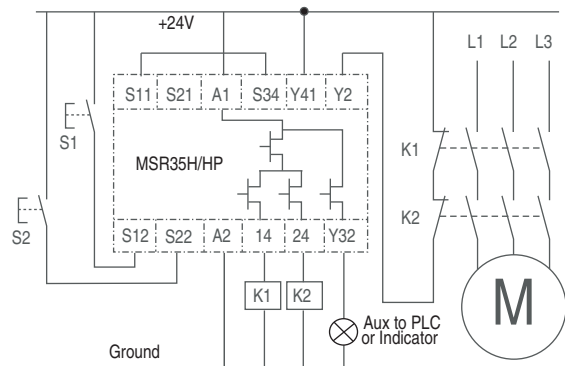 +24V
L1 L2 L3
S11 S21 A1 S34 Y41 Y2
S1
K1
MSR35H/HP
K2
S2
S12 S22 A2 14 24 Y32
K1 K2
M
Aux to PLC
or Indicator
Ground